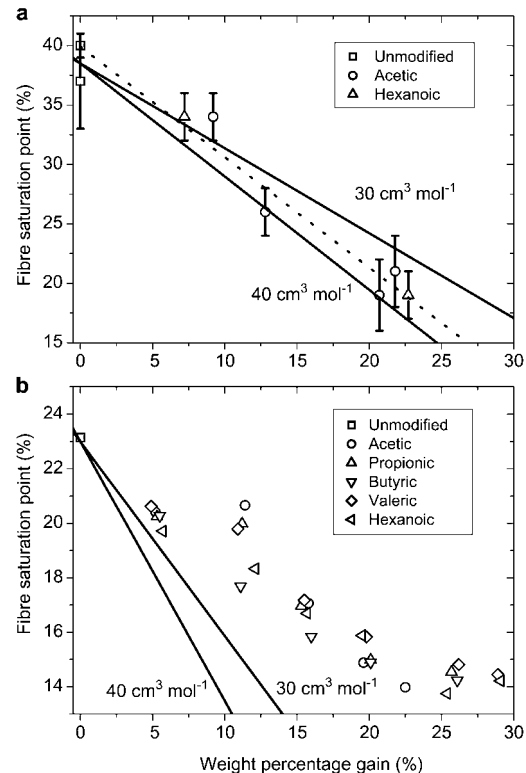 a
40
35
30
25
20
15
Fibre saturation point (%)
Unmodified
Acetic
Hexanoic
30 cm³ mol⁻¹
40 cm³ mol⁻¹
0 5 10 15 20 25 30
b
24
22
20
18
16
14
Fibre saturation point (%)
Unmodified
Acetic
Propionic
Butyric
Valeric
Hexanoic
40 cm³ mol⁻¹
30 cm³ mol⁻¹
0 5 10 15 20 25 30
Weight percentage gain (%)